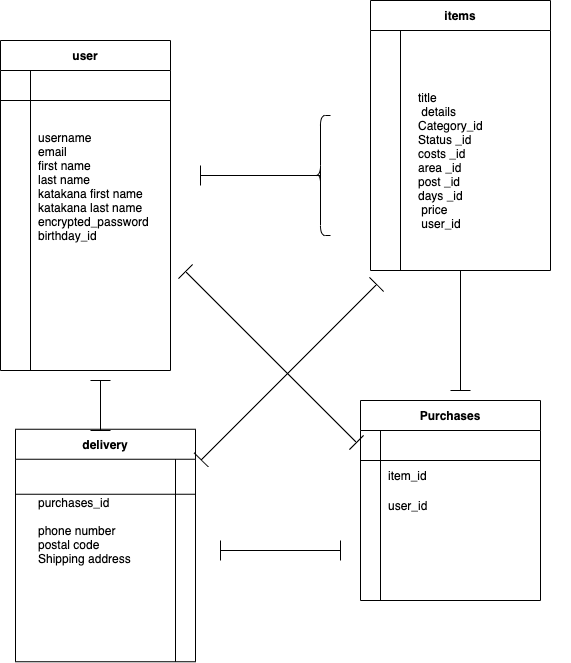 user
username
email
first name
last name
katakana first name
katakana last name
encrypted_password
birthday_id
items
title
details
Category_id
Status _id
costs _id
area _id
post _id
days _id
price
user_id
delivery
purchases_id
phone number
postal code
Shipping address
Purchases
item_id
user_id